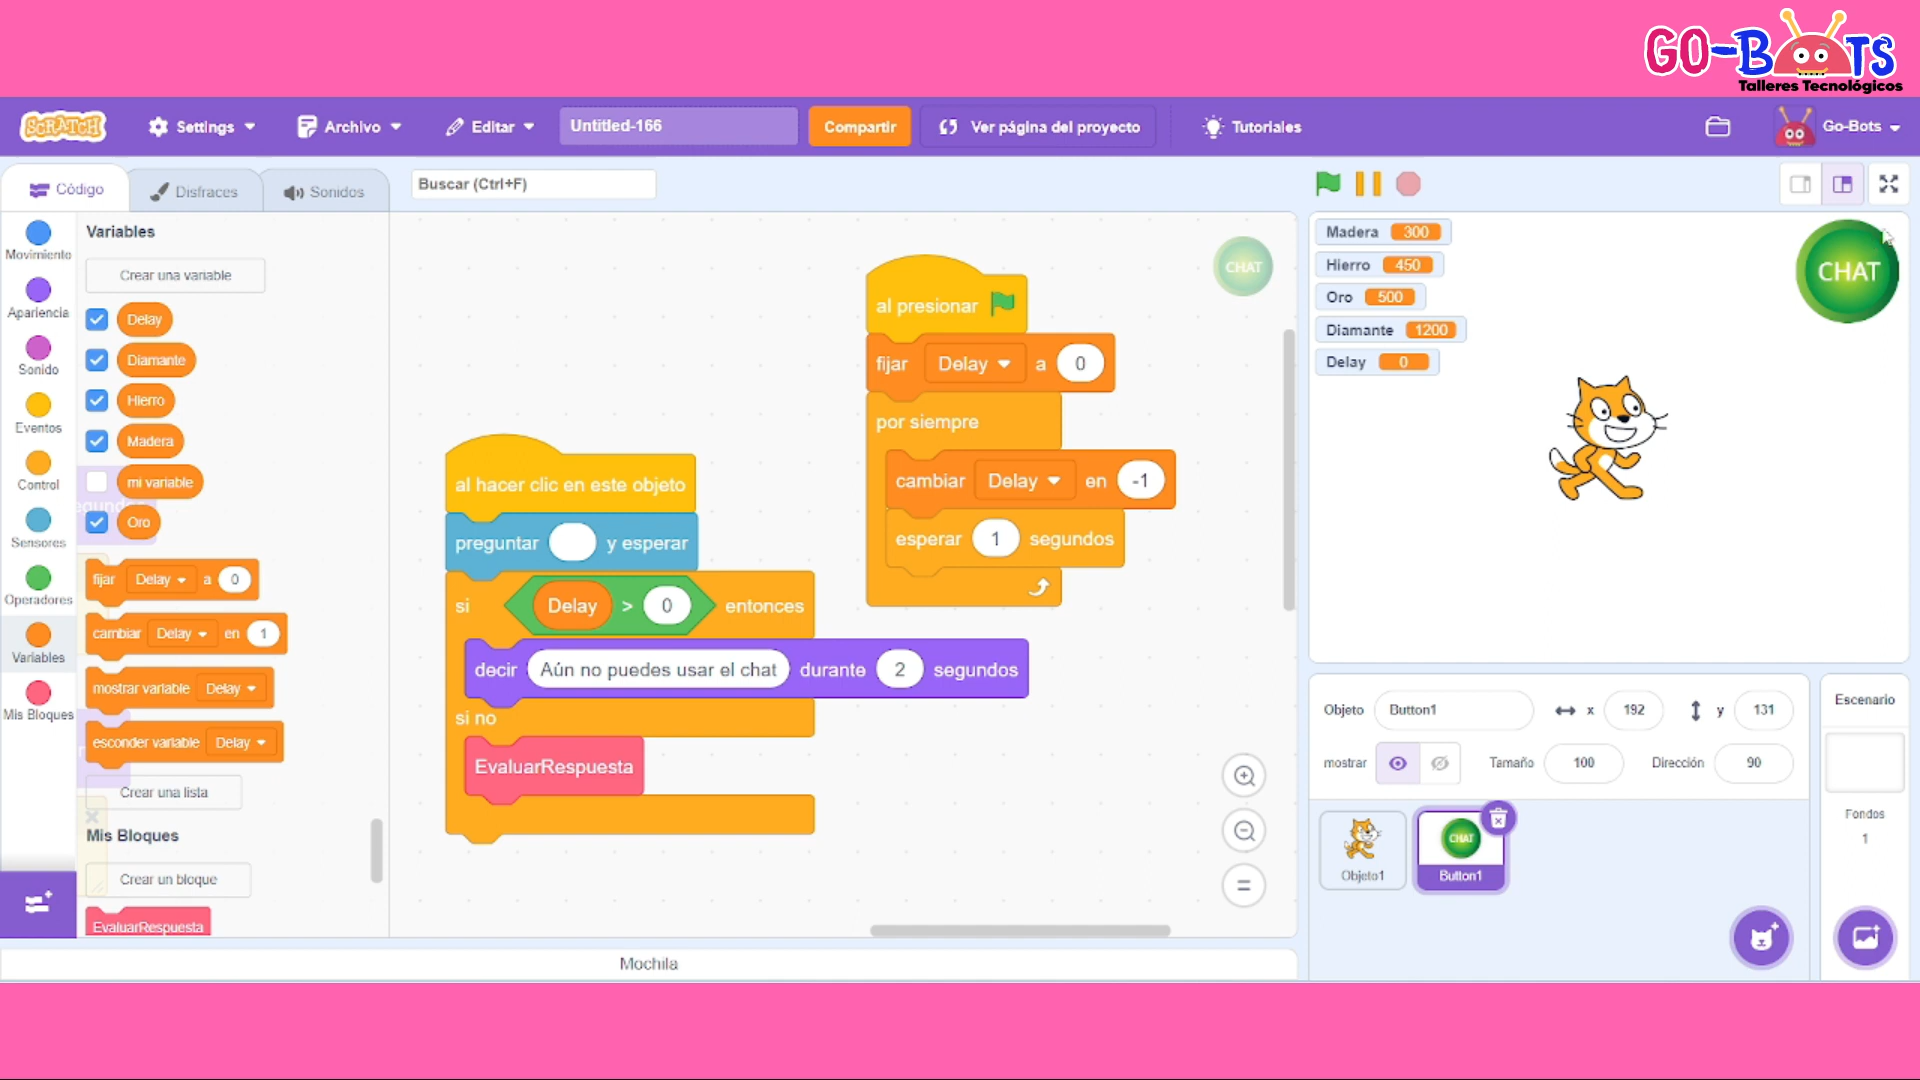 GO-BOTS
Talleres Tecnológicos
SCRATCH
Settings
Archivo
Editar
Untitled-166
Compartir
Ver página del proyecto
Tutoriales
Go-Bots
Código
Disfraces
Sonidos
Buscar (Ctrl+F)
Movimiento
Apariencia
Sonido
Eventos
Control
Sensores
Operadores
Variables
Mis Bloques
Variables
Crear una variable
Delay
Diamante
Hierro
Madera
mi variable
Oro
fijar Delay a 0
cambiar Delay en 1
mostrar variable Delay
esconder variable Delay
Crear una lista
Mis Bloques
Crear un bloque
EvaluarRespuesta
al hacer clic en este objeto
preguntar y esperar
si Delay > 0 entonces
decir Aún no puedes usar el chat durante 2 segundos
si no
EvaluarRespuesta
al presionar
fijar Delay a 0
por siempre
cambiar Delay en -1
esperar 1 segundos
CHAT
Mochila
Madera 300
Hierro 450
Oro 500
Diamante 1200
Delay 0
CHAT
Objeto Button1 x 192 y 131
mostrar Tamaño 100 Dirección 90
Objeto1
CHAT
Button1
Escenario
Fondos
1